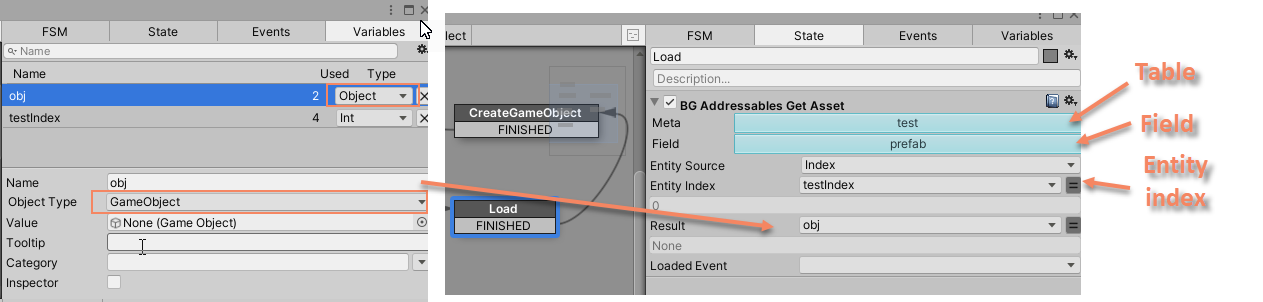 FSM State Events Variables
Name
Name Used Type
obj 2 Object
testIndex 4 Int
Name obj
Object Type GameObject
Value None (Game Object)
Tooltip
Category
Inspector
lect
CreateGameObject
FINISHED
Load
FINISHED
FSM State Events Variables
Load
Description...
BG Addressables Get Asset
Meta test
Field prefab
Entity Source Index
Entity Index testIndex
0
Result obj
None
Loaded Event
Table
Field
Entity
index